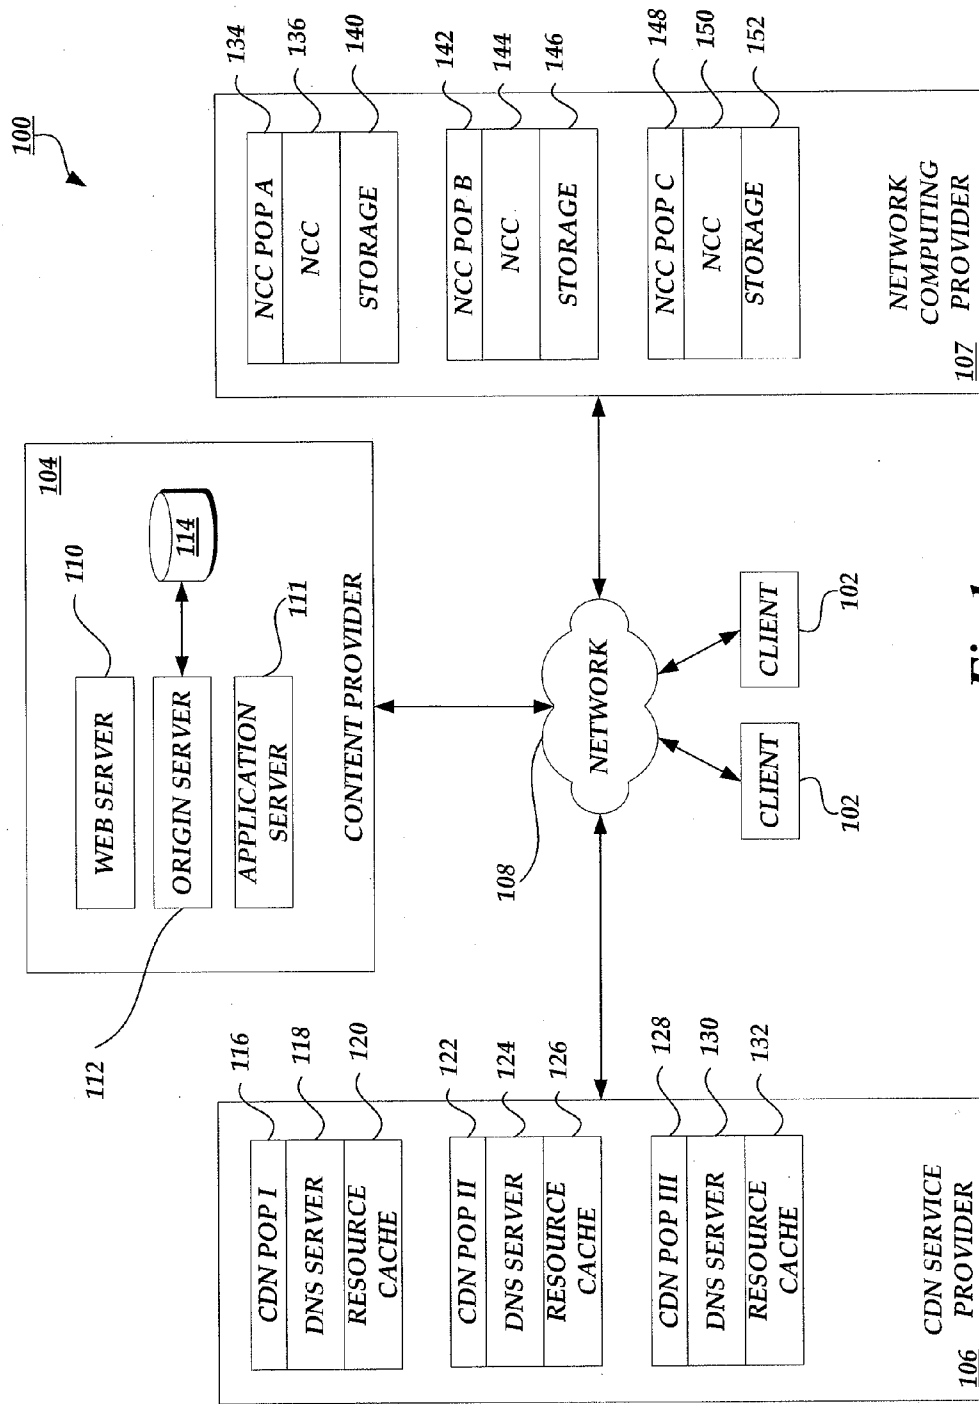 100
104
WEB SERVER
110
ORIGIN SERVER
114
APPLICATION
SERVER
111
112
CONTENT PROVIDER
CDN POP I
116
DNS SERVER
118
RESOURCE
CACHE
120
CDN POP II
122
DNS SERVER
124
RESOURCE
CACHE
126
CDN POP III
128
DNS SERVER
130
RESOURCE
CACHE
132
106
CDN SERVICE
PROVIDER
108
NETWORK
CLIENT
102
CLIENT
102
NCC POP A
134
NCC
136
STORAGE
140
NCC POP B
142
NCC
144
STORAGE
146
NCC POP C
148
NCC
150
STORAGE
152
107
NETWORK
COMPUTING
PROVIDER